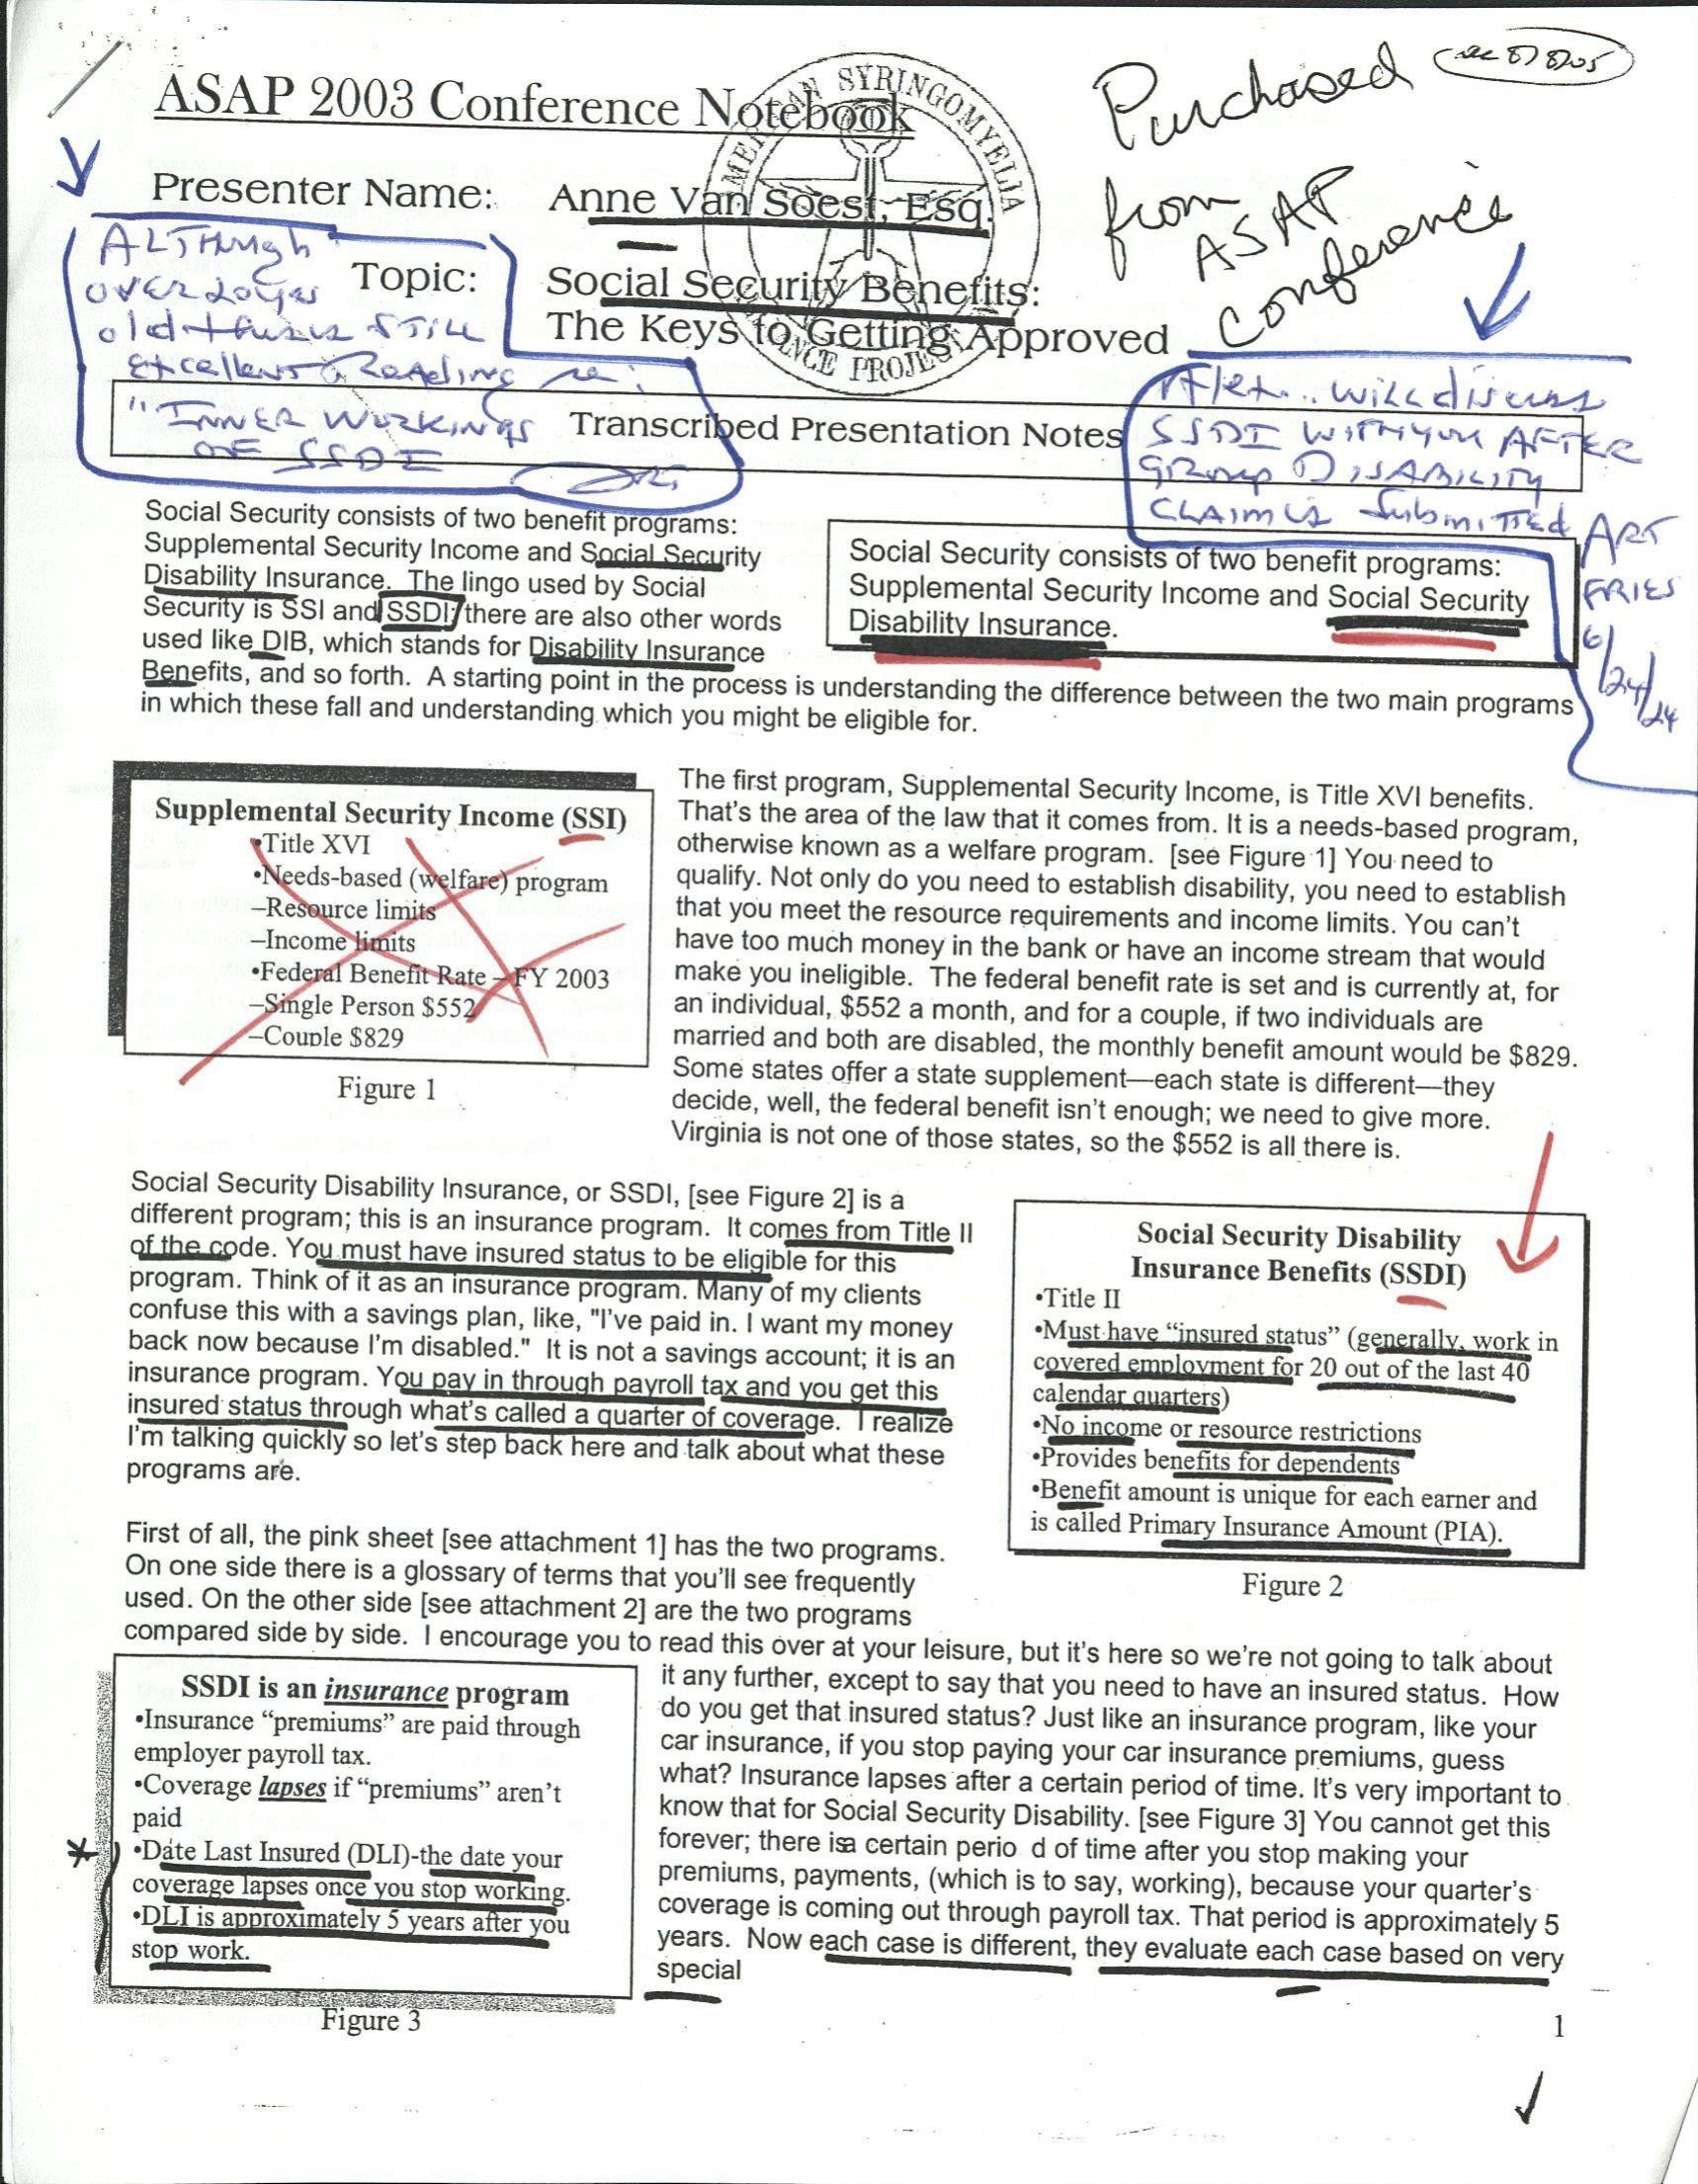 ASAP 2003 Conference Notebook
AMERICAN SYRINGOMYELIA
Purchased
from
ASAP
Conference
Presenter Name: Anne Van Soest, Esq.
Topic: Social Security Benefits:
The Keys to Getting Approved
ALTHough
OVER 20 yrs
old this is STILL
Excellent Reading re:
"INNER WORKINGS
OF SSDI
Transcribed Presentation Notes
will discuss
SSDI WITH you AFTER
group DISABILITY
CLAIM is Submitted
ART
FRIES
6/24/24
Social Security consists of two benefit programs:
Supplemental Security Income and Social Security
Disability Insurance. The lingo used by Social
Security is SSI and SSDI; there are also other words
used like DIB, which stands for Disability Insurance
Benefits, and so forth. A starting point in the process is understanding the difference between the two main programs
in which these fall and understanding which you might be eligible for.
Social Security consists of two benefit programs:
Supplemental Security Income and Social Security
Disability Insurance.
Supplemental Security Income (SSI)
•Title XVI
•Needs-based (welfare) program
–Resource limits
–Income limits
•Federal Benefit Rate – FY 2003
–Single Person $552
–Couple $829
Figure 1
The first program, Supplemental Security Income, is Title XVI benefits.
That's the area of the law that it comes from. It is a needs-based program,
otherwise known as a welfare program. [see Figure 1] You need to
qualify. Not only do you need to establish disability, you need to establish
that you meet the resource requirements and income limits. You can't
have too much money in the bank or have an income stream that would
make you ineligible. The federal benefit rate is set and is currently at, for
an individual, $552 a month, and for a couple, if two individuals are
married and both are disabled, the monthly benefit amount would be $829.
Some states offer a state supplement—each state is different—they
decide, well, the federal benefit isn't enough; we need to give more.
Virginia is not one of those states, so the $552 is all there is.
Social Security Disability Insurance, or SSDI, [see Figure 2] is a
different program; this is an insurance program. It comes from Title II
of the code. You must have insured status to be eligible for this
program. Think of it as an insurance program. Many of my clients
confuse this with a savings plan, like, "I've paid in. I want my money
back now because I'm disabled." It is not a savings account; it is an
insurance program. You pay in through payroll tax and you get this
insured status through what's called a quarter of coverage. I realize
I'm talking quickly so let's step back here and talk about what these
programs are.
Social Security Disability
Insurance Benefits (SSDI)
•Title II
•Must have “insured status” (generally, work in
covered employment for 20 out of the last 40
calendar quarters)
•No income or resource restrictions
•Provides benefits for dependents
•Benefit amount is unique for each earner and
is called Primary Insurance Amount (PIA).
Figure 2
First of all, the pink sheet [see attachment 1] has the two programs.
On one side there is a glossary of terms that you'll see frequently
used. On the other side [see attachment 2] are the two programs
compared side by side. I encourage you to read this over at your leisure, but it's here so we're not going to talk about
it any further, except to say that you need to have an insured status. How
do you get that insured status? Just like an insurance program, like your
car insurance, if you stop paying your car insurance premiums, guess
what? Insurance lapses after a certain period of time. It's very important to
know that for Social Security Disability. [see Figure 3] You cannot get this
forever; there isa certain perio d of time after you stop making your
premiums, payments, (which is to say, working), because your quarter's
coverage is coming out through payroll tax. That period is approximately 5
years. Now each case is different, they evaluate each case based on very
special
SSDI is an insurance program
•Insurance “premiums” are paid through
employer payroll tax.
•Coverage lapses if “premiums” aren't
paid
•Date Last Insured (DLI)-the date your
coverage lapses once you stop working.
•DLI is approximately 5 years after you
stop work.
Figure 3
1